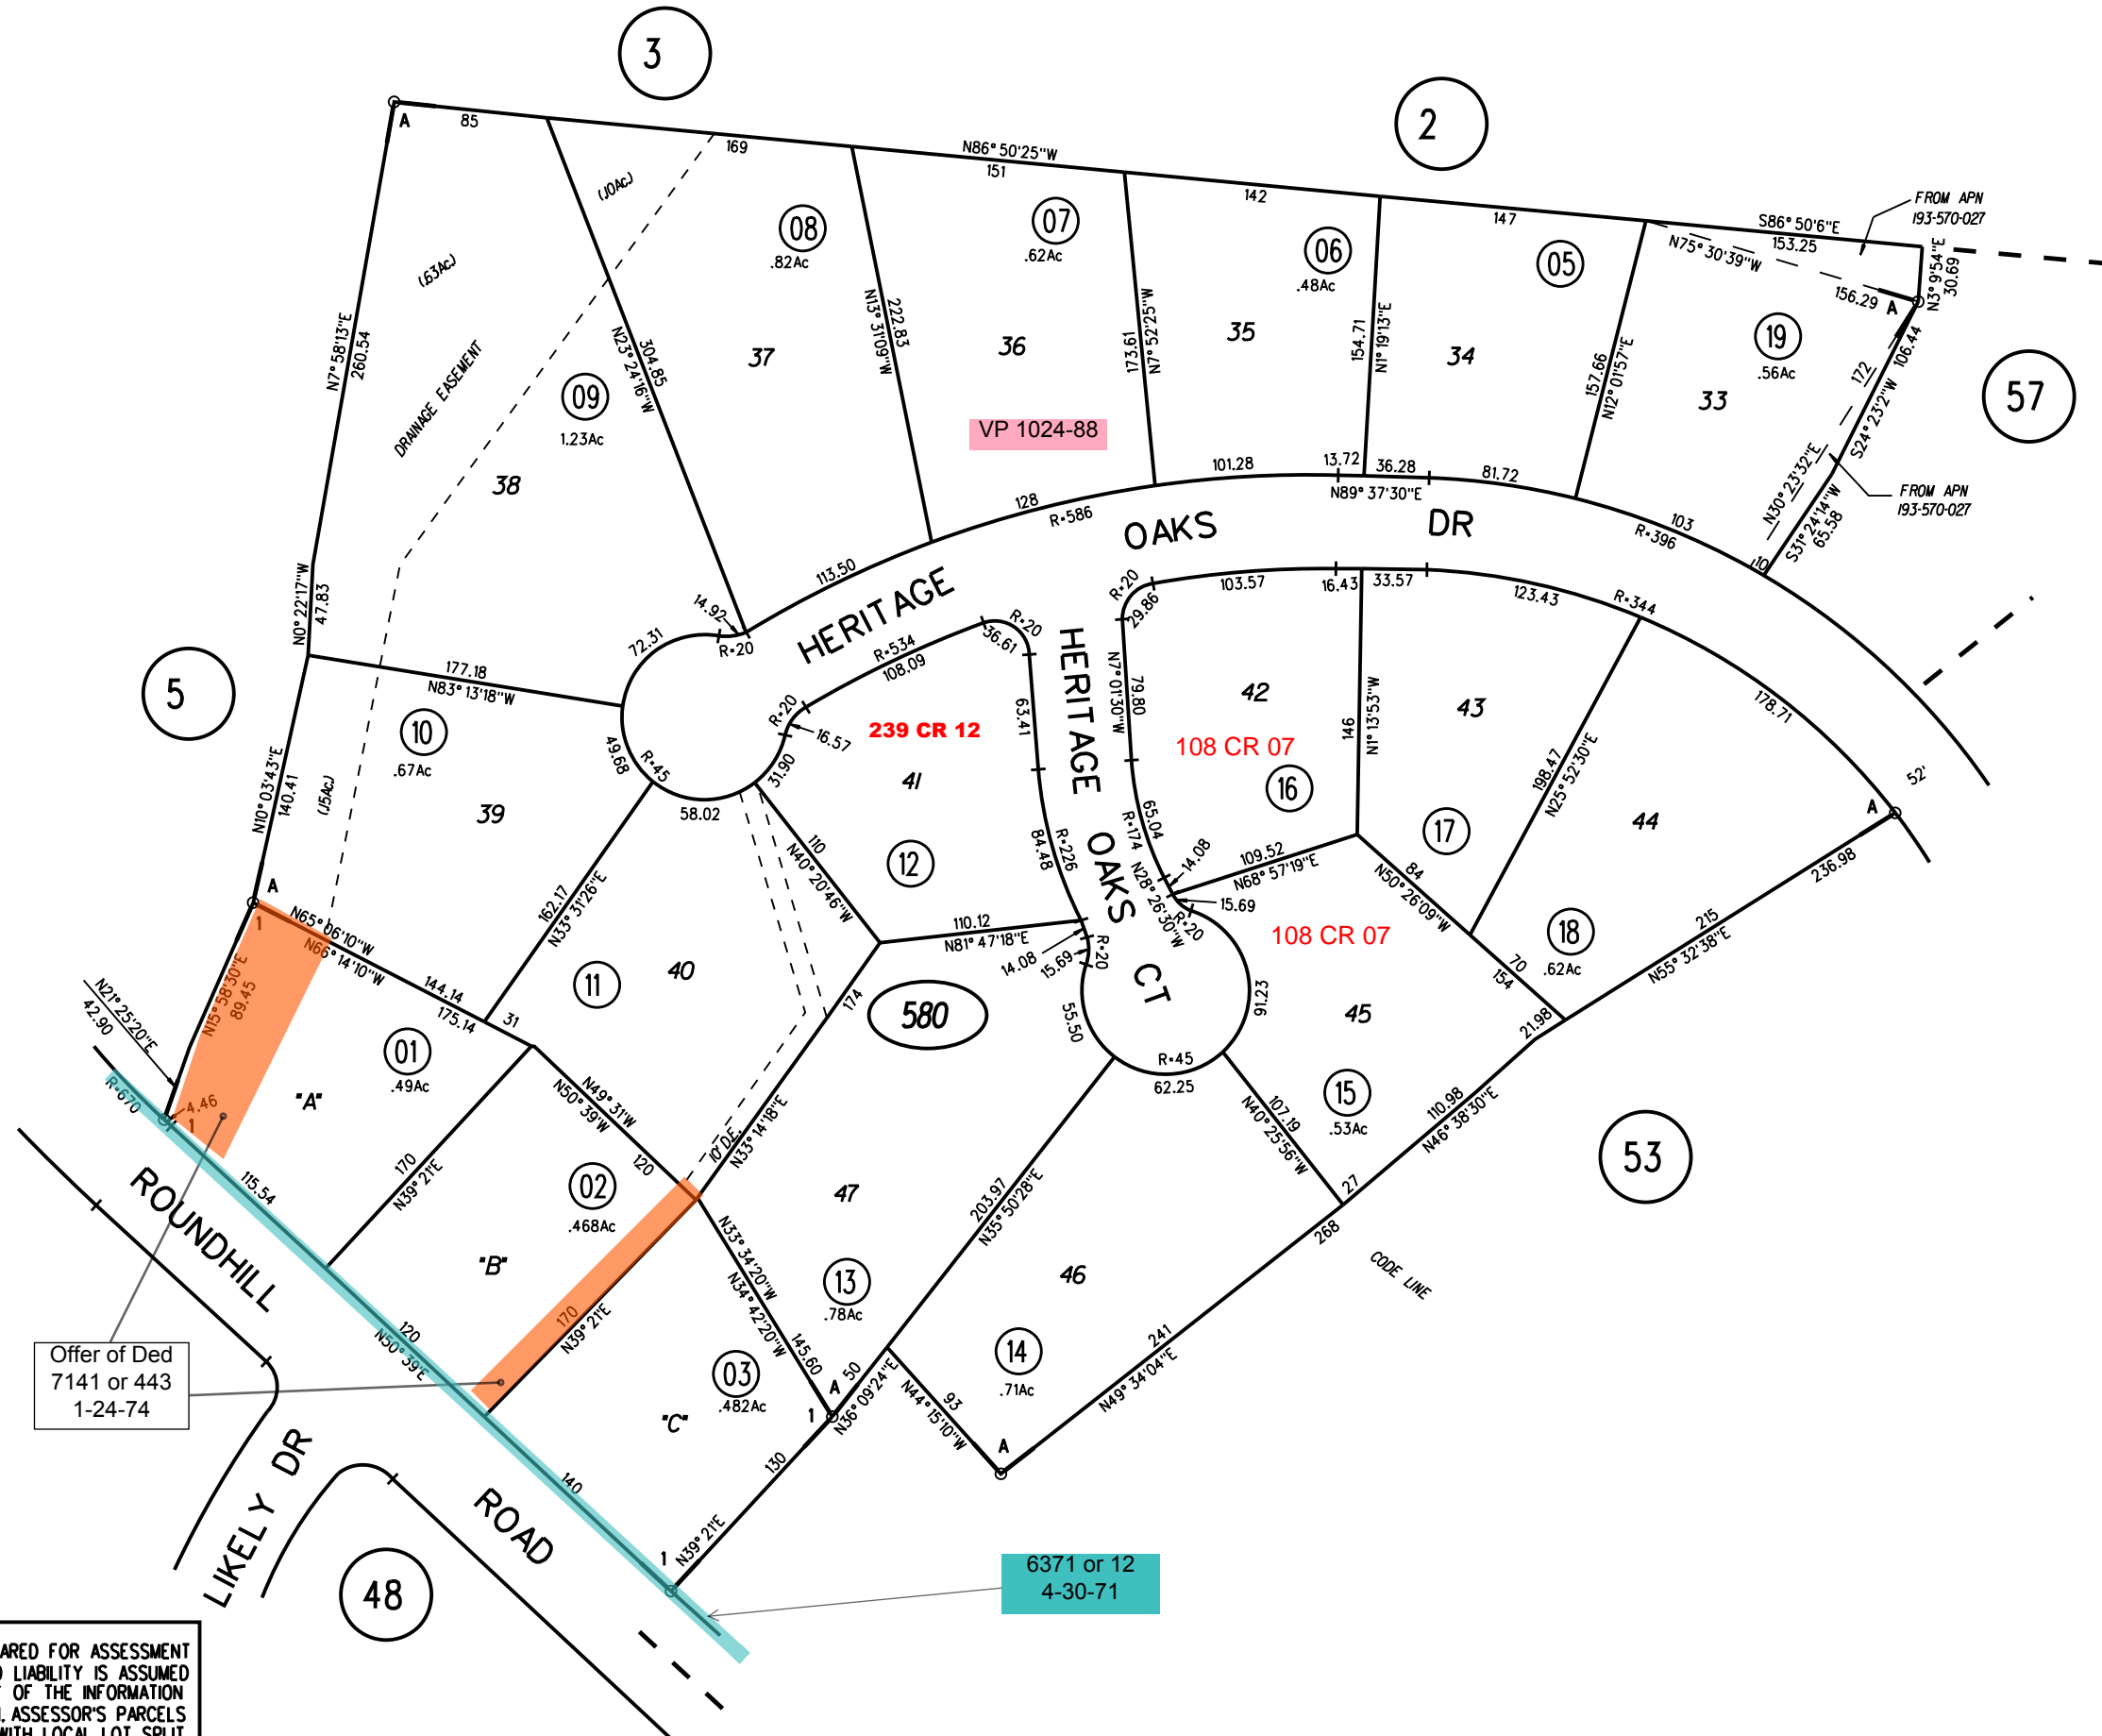 3
2
A
85
169
N86°50'25"W
151
142
147
S86°50'6"E
153.25
FROM APN
193-570-027
N75°30'39"W
156.29
A
N3°9'54"E
30.69
(.10Ac.)
(.63Ac.)
08
.82Ac
07
.62Ac
06
.48Ac
05
19
.56Ac
57
N7°58'13"E
260.54
DRAINAGE EASEMENT
09
1.23Ac
38
304.85
N23°24'16"W
37
222.83
N13°31'09"W
36
VP 1024-88
173.61
N7°52'25"W
35
154.71
N1°19'13"E
34
157.66
N12°01'57"E
33
172
106.44
S24°23'2"W
N30°23'32"E
S31°24'14"W
65.58
FROM APN
193-570-027
101.28
13.72
36.28
N89°37'30"E
81.72
128
R=586
103
R=396
10
113.50
HERITAGE
OAKS
DR
N0°22'17"W
47.83
14.92
R=20
72.31
5
177.18
N83°13'18"W
R=534
108.09
36.61
R=20
R=20
29.86
103.57
16.43
33.57
123.43
R=344
178.71
52'
A
10
.67Ac
N10°03'43"E
140.41
(.15Ac.)
39
49.68
R=45
58.02
31.90
R=20
16.57
239 CR 12
41
12
63.41
HERITAGE
OAKS
CT
N7°01'30"W
79.80
42
108 CR 07
16
146
N1°13'53"W
43
17
198.47
N25°52'30"E
44
236.98
84.48
R=226
65.04
R=174
N28°26'30"W
14.08
109.52
N68°57'19"E
15.69
R=20
84
N50°26'09"W
108 CR 07
18
.62Ac
215
N55°32'38"E
70
154
21.98
A
1
N65°06'10"W
N66°14'10"W
144.14
175.14
31
162.17
N33°31'26"E
11
40
110
N40°20'46"W
110.12
N81°47'18"E
14.08
15.69
R=20
580
174
55.50
R=45
62.25
91.23
45
15
.53Ac
107.19
N40°25'56"W
110.98
N46°38'30"E
53
N21°25'20"E
42.90
N15°58'30"E
89.45
01
.49Ac
"A"
R=670
4.46
1
115.54
N49°31'W
N50°39'W
120
170
N39°21'E
02
.468Ac
"B"
10' D.E.
N33°14'18"E
47
203.97
N35°50'28"E
27
268
CODE LINE
46
ROUNDHILL
120
N50°39'E
170
N39°21'E
N33°34'20"W
N34°42'20"W
145.60
13
.78Ac
03
.482Ac
"C"
A
1
50
N36°09'24"E
14
.71Ac
93
N44°15'10"W
241
N49°34'04"E
A
Offer of Ded
7141 or 443
1-24-74
LIKELY DR
140
ROAD
130
N39°21'E
1
48
6371 or 12
4-30-71
ARED FOR ASSESSMENT
LIABILITY IS ASSUMED
OF THE INFORMATION
ASSESSOR'S PARCELS
WITH LOCAL LOT SPLIT